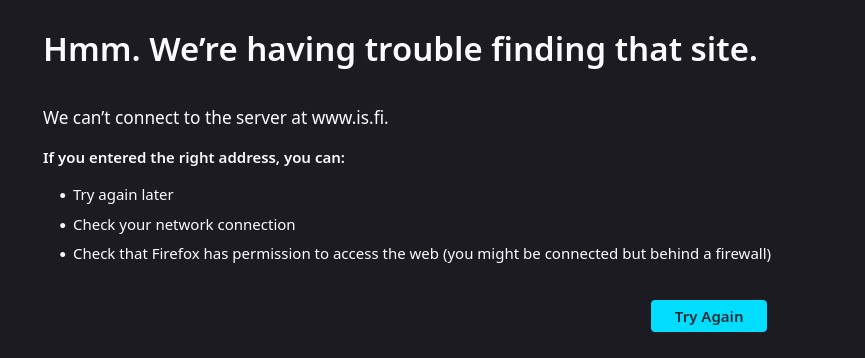 Hmm. We’re having trouble finding that site.
We can’t connect to the server at www.is.fi.
If you entered the right address, you can:
• Try again later
• Check your network connection
• Check that Firefox has permission to access the web (you might be connected but behind a firewall)
Try Again